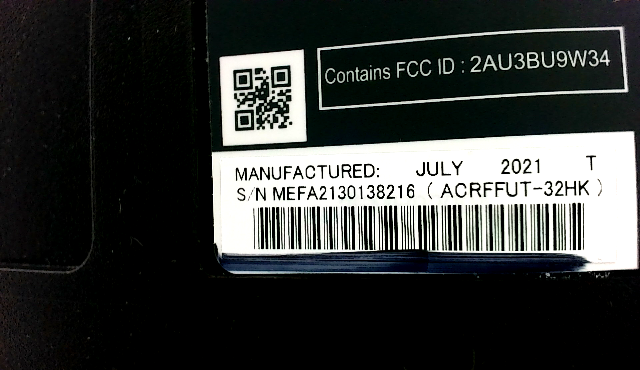 Contains FCC ID : 2AU3BU9W34
MANUFACTURED: JULY 2021 T
S/N MEFA2130138216 ( ACRFFUT-32HK )